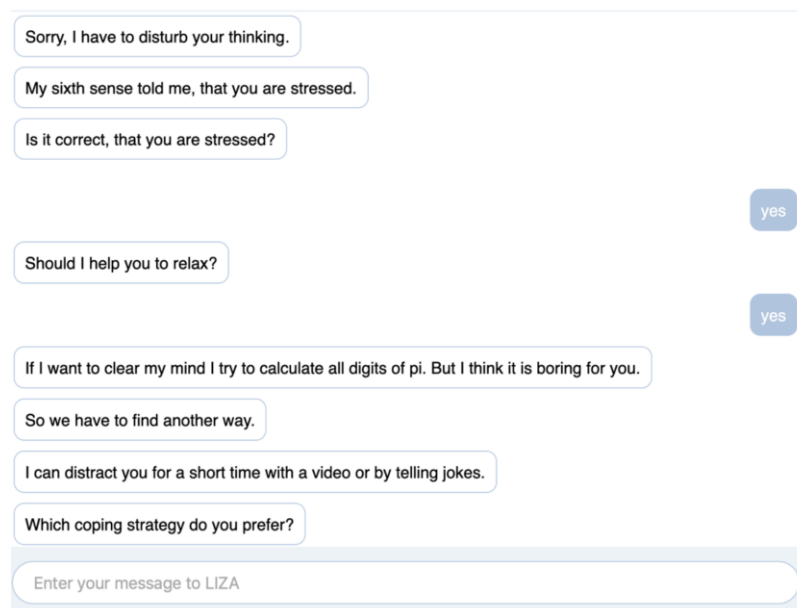 Sorry, I have to disturb your thinking.
My sixth sense told me, that you are stressed.
Is it correct, that you are stressed?
yes
Should I help you to relax?
yes
If I want to clear my mind I try to calculate all digits of pi. But I think it is boring for you.
So we have to find another way.
I can distract you for a short time with a video or by telling jokes.
Which coping strategy do you prefer?
Enter your message to LIZA